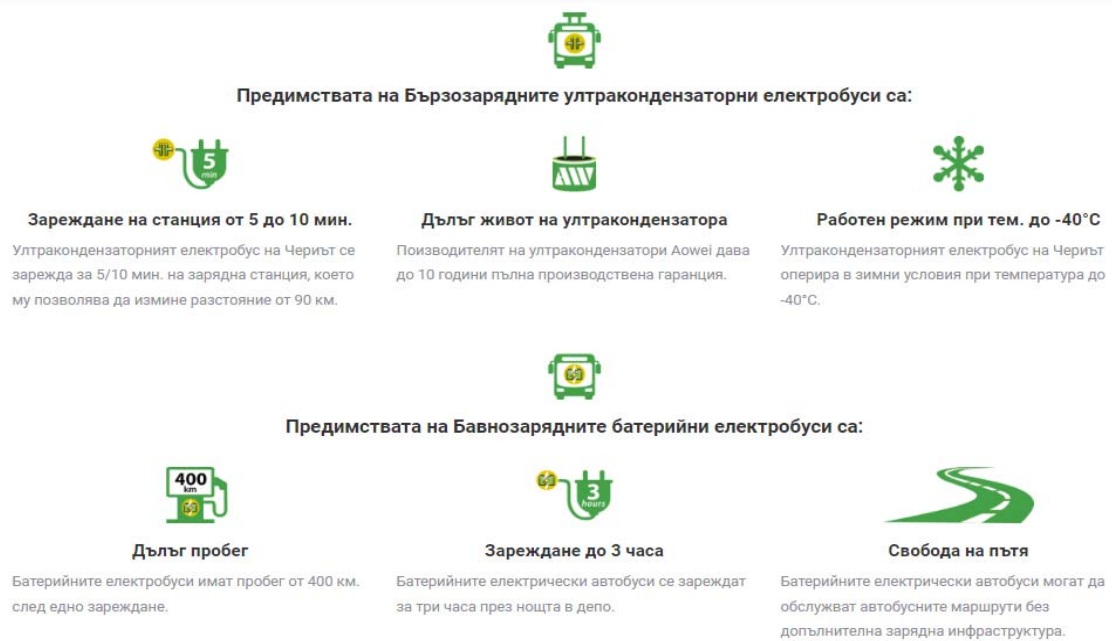 Предимствата на Бързозарядните ултракондензаторни електробуси са:
5
min
AW
Зареждане на станция от 5 до 10 мин.
Ултракондензаторният електробус на Чериът се
зарежда за 5/10 мин. на зарядна станция, което
му позволява да измине разстояние от 90 км.
Дълъг живот на ултракондензатора
Поизводителят на ултракондензатори Aowei дава
до 10 години пълна производствена гаранция.
Работен режим при тем. до -40°C
Ултракондензаторният електробус на Чериът
оперира в зимни условия при температура до
-40°C.
Предимствата на Бавнозарядните батерийни електробуси са:
400
km
3
hours
Дълъг пробег
Батерийните електробуси имат пробег от 400 км.
след едно зареждане.
Зареждане до 3 часа
Батерийните електрически автобуси се зареждат
за три часа през нощта в депо.
Свобода на пътя
Батерийните електрически автобуси могат да
обслужват автобусните маршрути без
допълнителна зарядна инфраструктура.